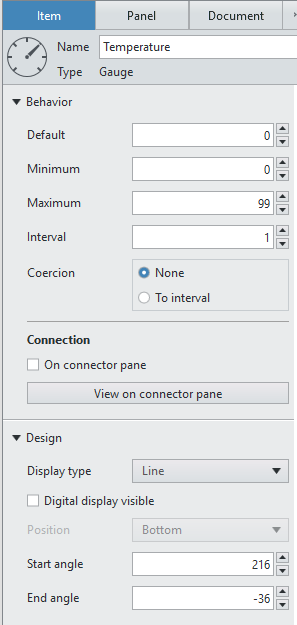 Item Panel Document
Name Temperature
Type Gauge
Behavior
Default 0
Minimum 0
Maximum 99
Interval 1
Coercion None
To interval
Connection
On connector pane
View on connector pane
Design
Display type Line
Digital display visible
Position Bottom
Start angle 216
End angle -36